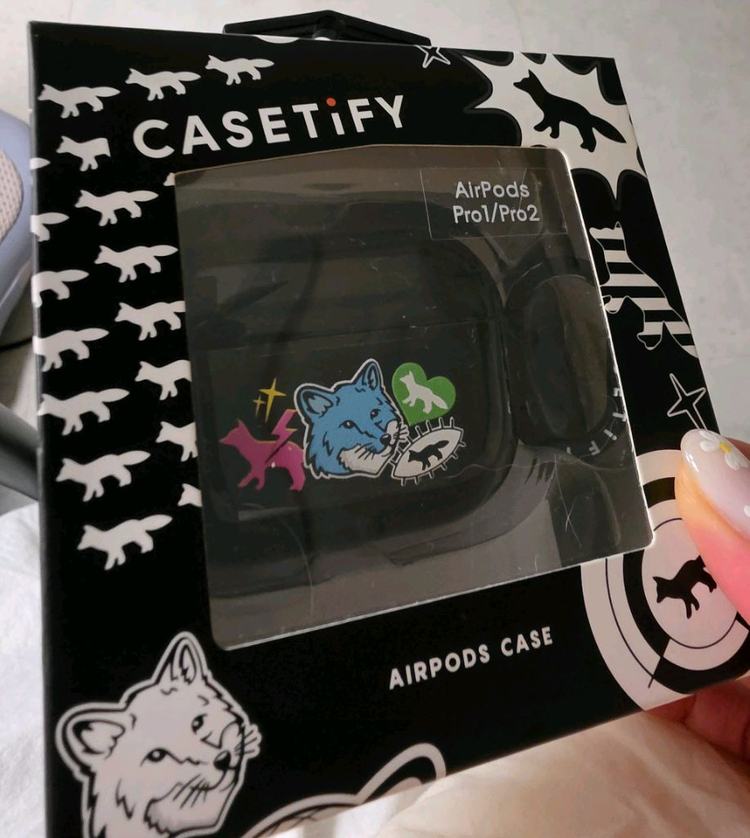 CASETiFY
AirPods
Pro1/Pro2
AIRPODS CASE